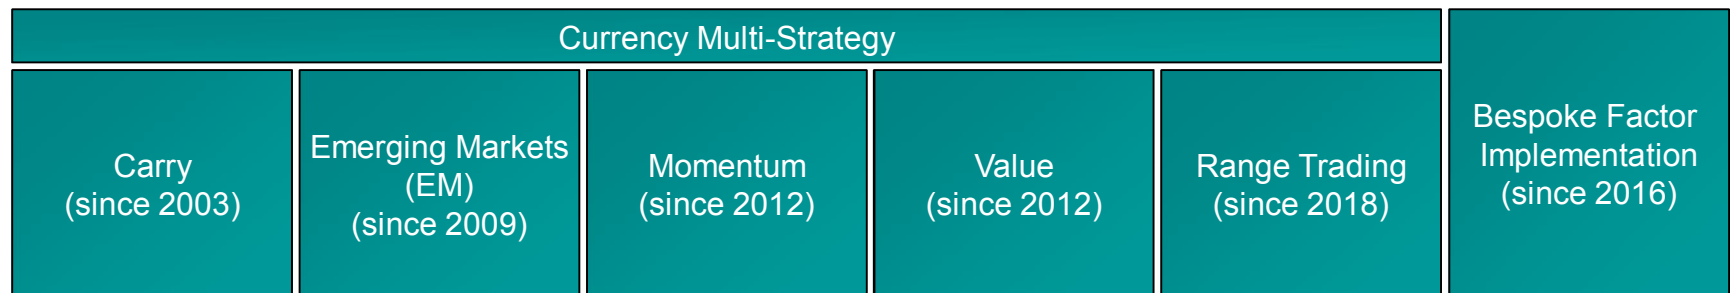 Currency Multi-Strategy
Carry
(since 2003)
Emerging Markets
(EM)
(since 2009)
Momentum
(since 2012)
Value
(since 2012)
Range Trading
(since 2018)
Bespoke Factor
Implementation
(since 2016)